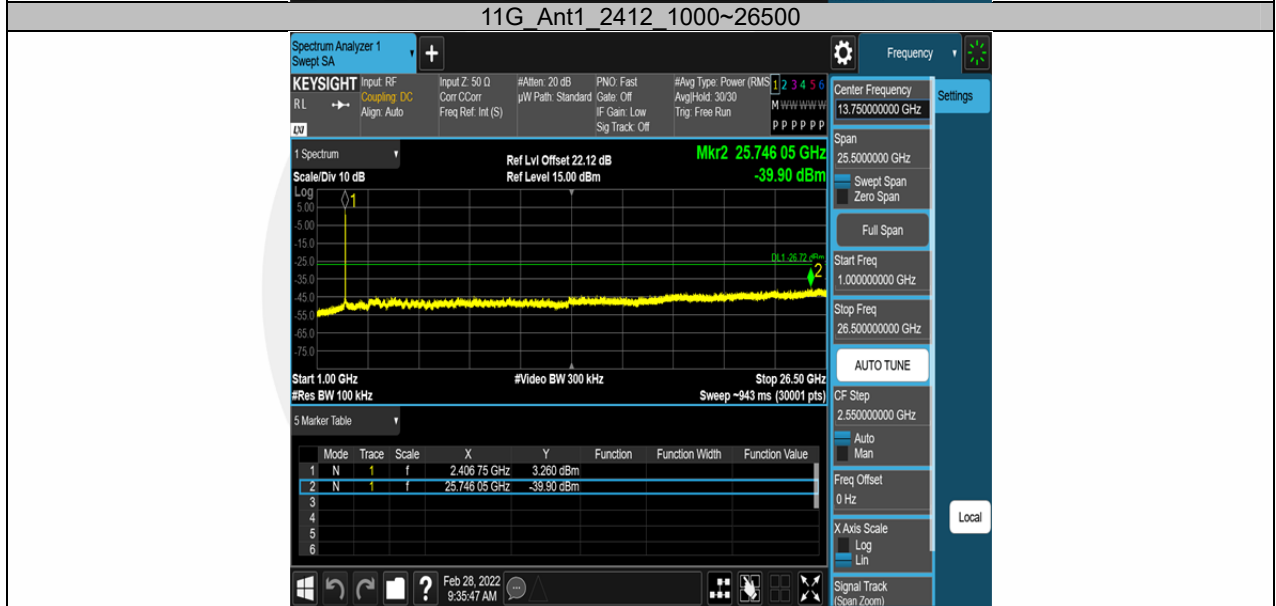 11G_Ant1_2412_1000~26500
Spectrum Analyzer 1
Swept SA
+
Frequency
KEYSIGHT
RL
LXI
Input: RF
Coupling: DC
Align: Auto
Input Z: 50 Ω
Corr CCorr
Freq Ref: Int (S)
#Atten: 20 dB
µW Path: Standard
PNO: Fast
Gate: Off
IF Gain: Low
Sig Track: Off
#Avg Type: Power (RMS
Avg|Hold: 30/30
Trig: Free Run
1 2 3 4 5 6
M W W W W W
P P P P P P
Center Frequency
13.750000000 GHz
Settings
Span
25.5000000 GHz
Swept Span
Zero Span
Full Span
Start Freq
1.000000000 GHz
Stop Freq
26.500000000 GHz
AUTO TUNE
CF Step
2.550000000 GHz
Auto
Man
Freq Offset
0 Hz
X Axis Scale
Log
Lin
Signal Track
(Span Zoom)
Local
1 Spectrum
Scale/Div 10 dB
Ref Lvl Offset 22.12 dB
Ref Level 15.00 dBm
Mkr2 25.746 05 GHz
-39.90 dBm
Log
5.00
-5.00
-15.0
-25.0
-35.0
-45.0
-55.0
-65.0
-75.0
1
DL1 -26.72 dBm
2
Start 1.00 GHz
#Res BW 100 kHz
#Video BW 300 kHz
Stop 26.50 GHz
Sweep ~943 ms (30001 pts)
5 Marker Table
Mode Trace Scale X Y Function Function Width Function Value
1 N 1 f 2.406 75 GHz 3.260 dBm
2 N 1 f 25.746 05 GHz -39.90 dBm
3
4
5
6
?
Feb 28, 2022
9:35:47 AM